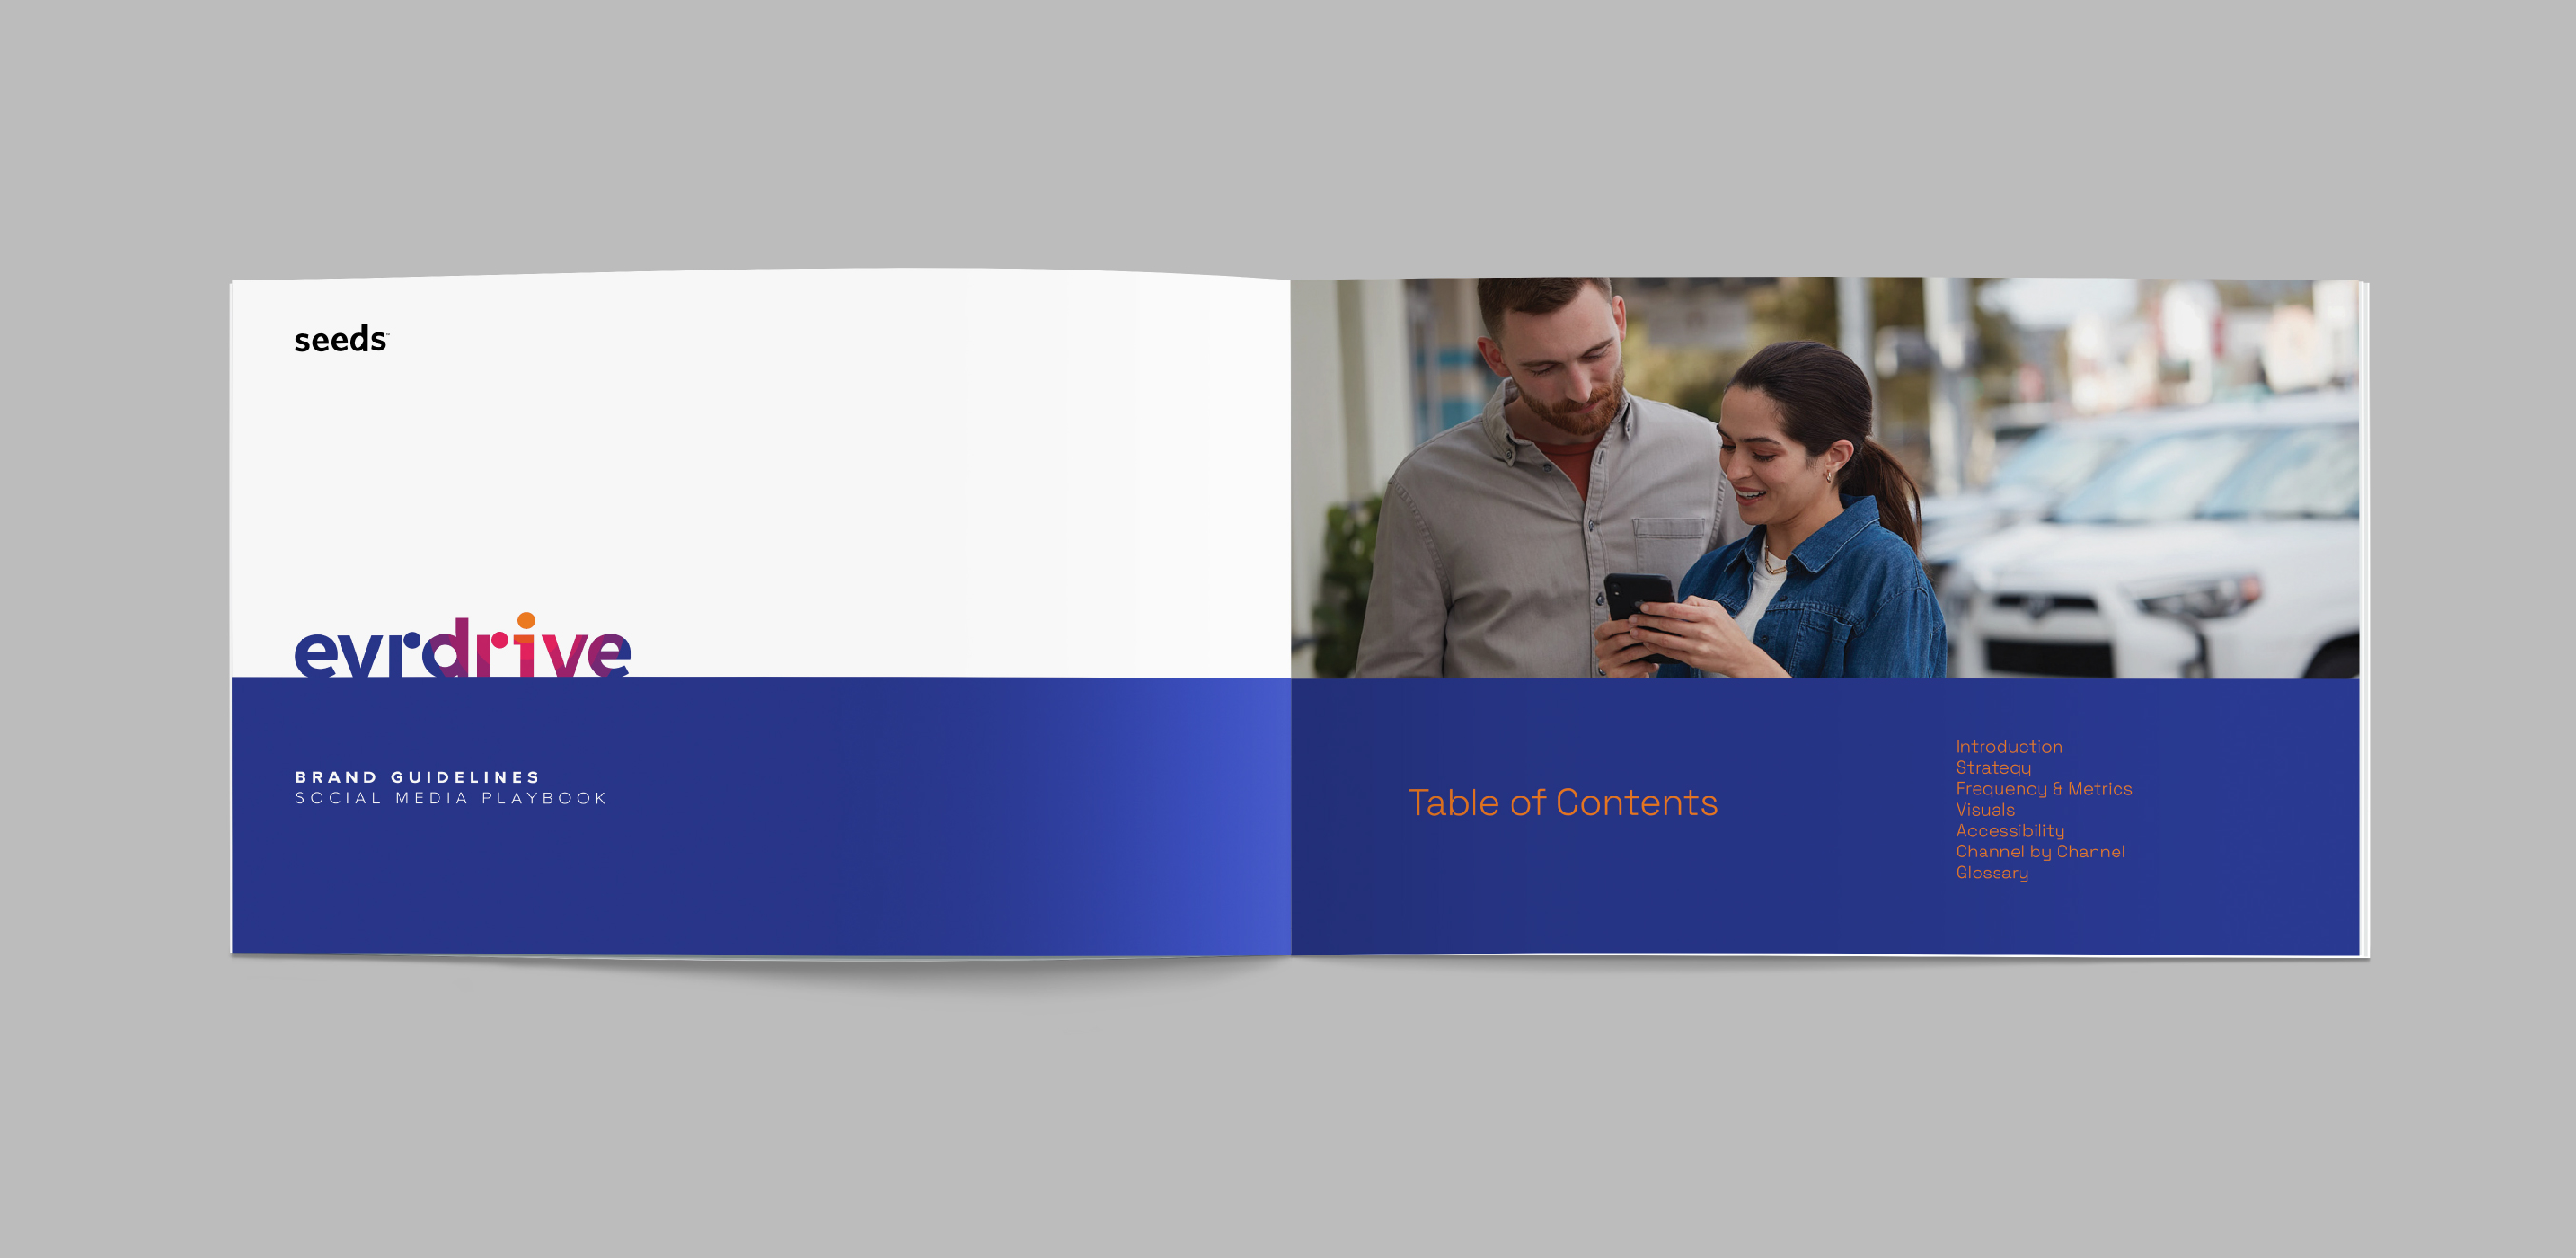 seeds
evrdrive
BRAND GUIDELINES
SOCIAL MEDIA PLAYBOOK
Table of Contents
Introduction
Strategy
Frequency & Metrics
Visuals
Accessibility
Channel by Channel
Glossary